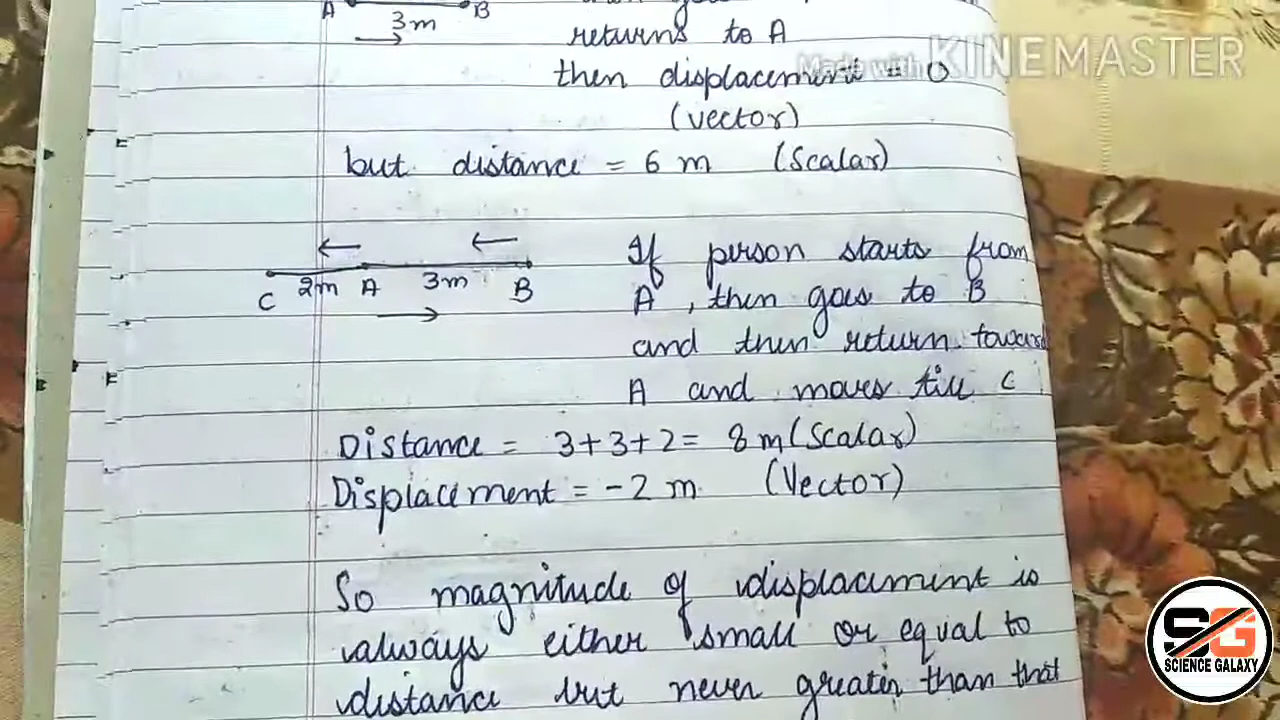 A B
3m
returns to A
Made with KINEMASTER
then displacement = 0
(vector)
but distance = 6 m (Scalar)
C 2m A 3m B
If person starts from
A, then goes to B
and then return toward
A and moves till C
Distance = 3+3+2= 8 m (Scalar)
Displacement = -2 m (Vector)
So magnitude of displacement is
always either small or equal to
distance but never greater than that
SG
SCIENCE GALAXY